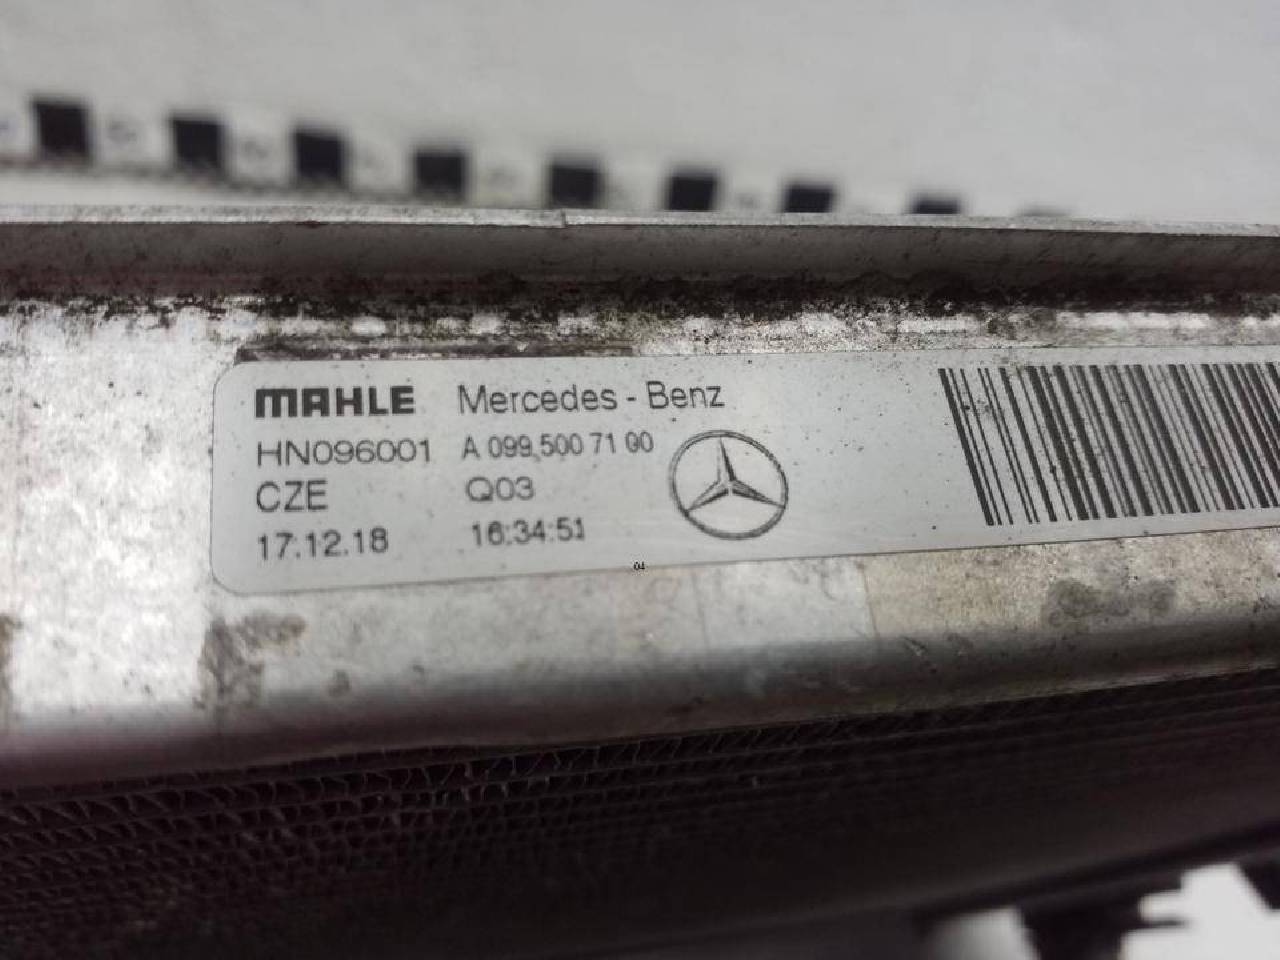 MAHLE Mercedes - Benz
HN096001 A 099 500 71 00
CZE Q03
17.12.18 16:34:51